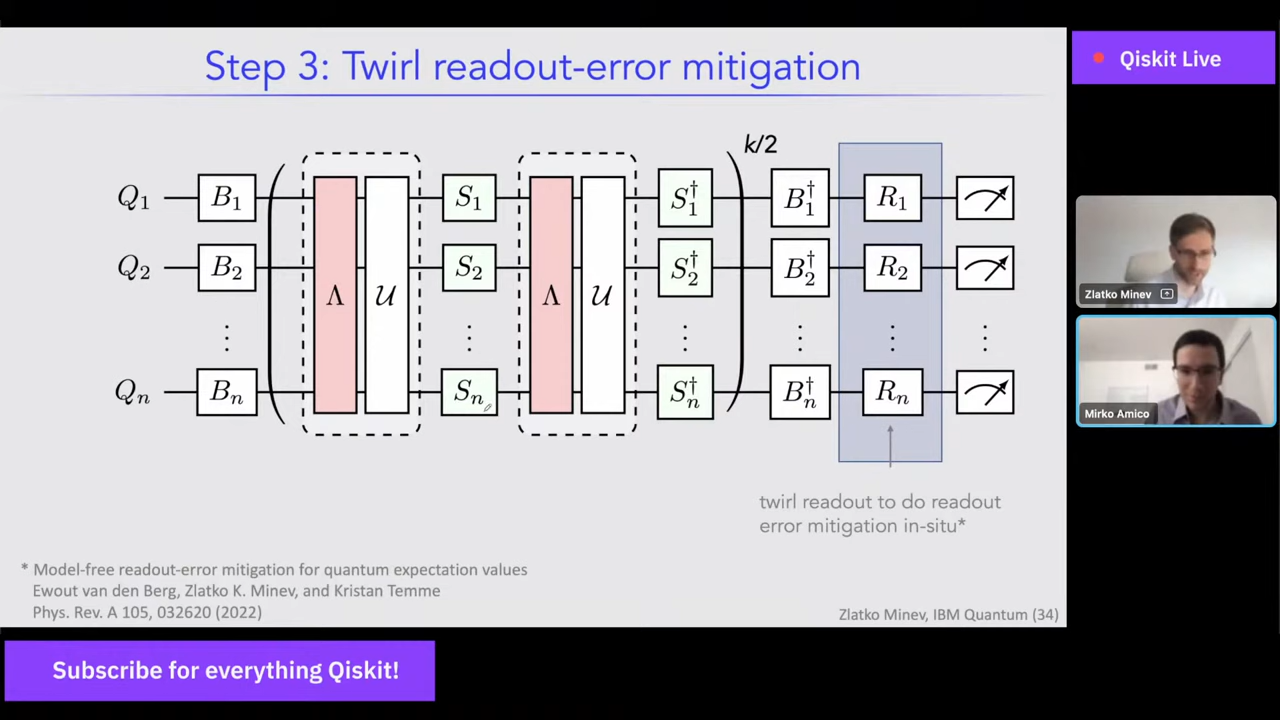 Step 3: Twirl readout-error mitigation
Qiskit Live
k/2
Q₁ B₁ Λ 𝒰 S₁ Λ 𝒰 S₁† B₁† R₁
Q₂ B₂ S₂ S₂† B₂† R₂
⋮ ⋮ ⋮ ⋮ ⋮ ⋮
Qₙ Bₙ Sₙ Sₙ† Bₙ† Rₙ
Zlatko Minev
Mirko Amico
twirl readout to do readout
error mitigation in-situ*
* Model-free readout-error mitigation for quantum expectation values
Ewout van den Berg, Zlatko K. Minev, and Kristan Temme
Phys. Rev. A 105, 032620 (2022)
Zlatko Minev, IBM Quantum (34)
Subscribe for everything Qiskit!